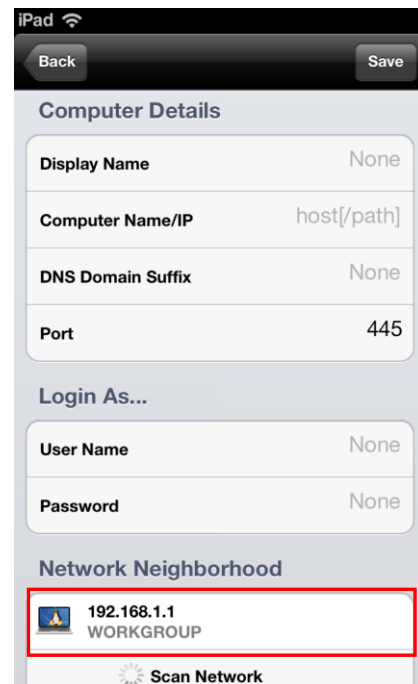 iPad
Back Save
Computer Details
Display Name None
Computer Name/IP host[/path]
DNS Domain Suffix None
Port 445
Login As...
User Name None
Password None
Network Neighborhood
192.168.1.1
WORKGROUP
Scan Network